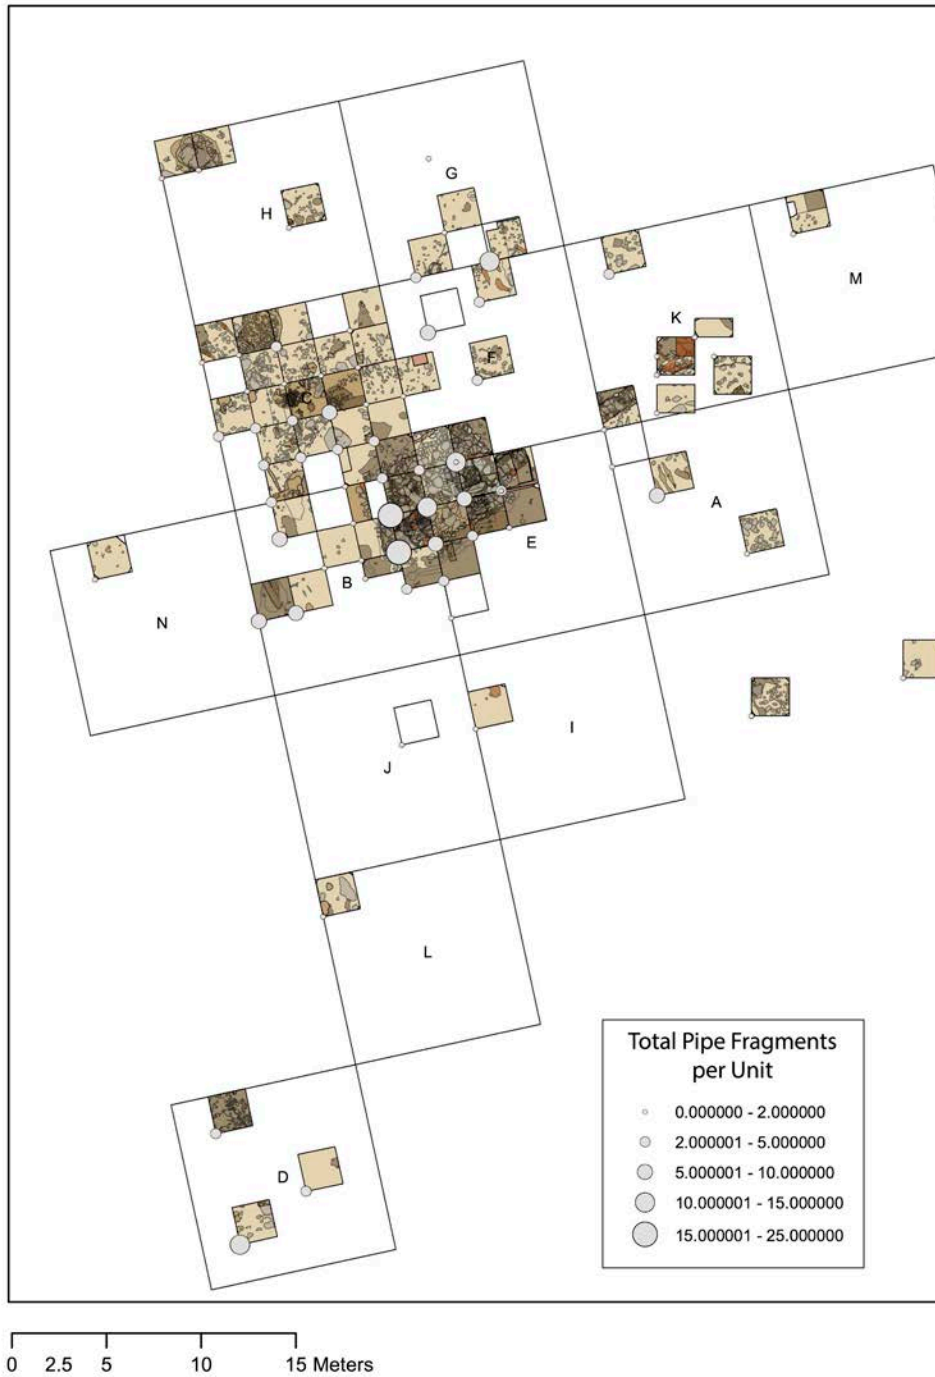 G
H
M
K
F
C
A
E
B
N
I
J
L
D
Total Pipe Fragments
per Unit
0.000000 - 2.000000
2.000001 - 5.000000
5.000001 - 10.000000
10.000001 - 15.000000
15.000001 - 25.000000
0 2.5 5 10 15 Meters